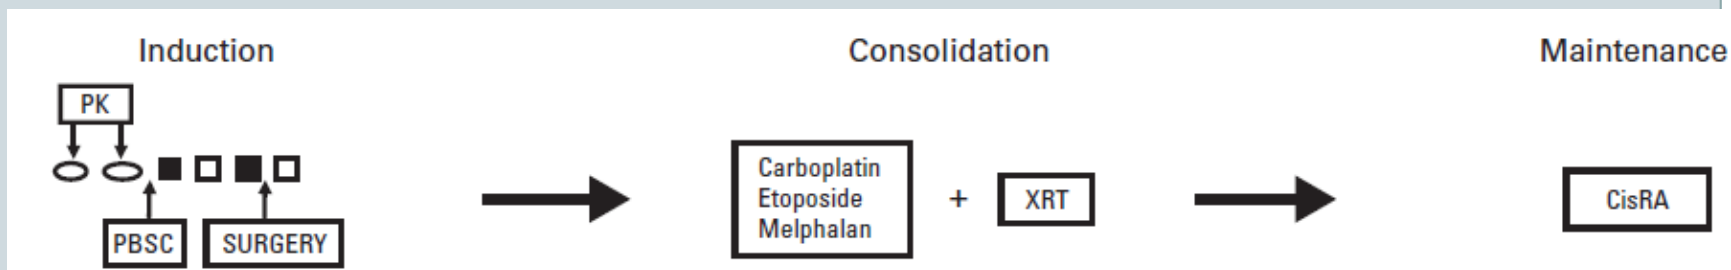 Induction
Consolidation
Maintenance
PK
PBSC
SURGERY
Carboplatin
Etoposide
Melphalan
+
XRT
CisRA